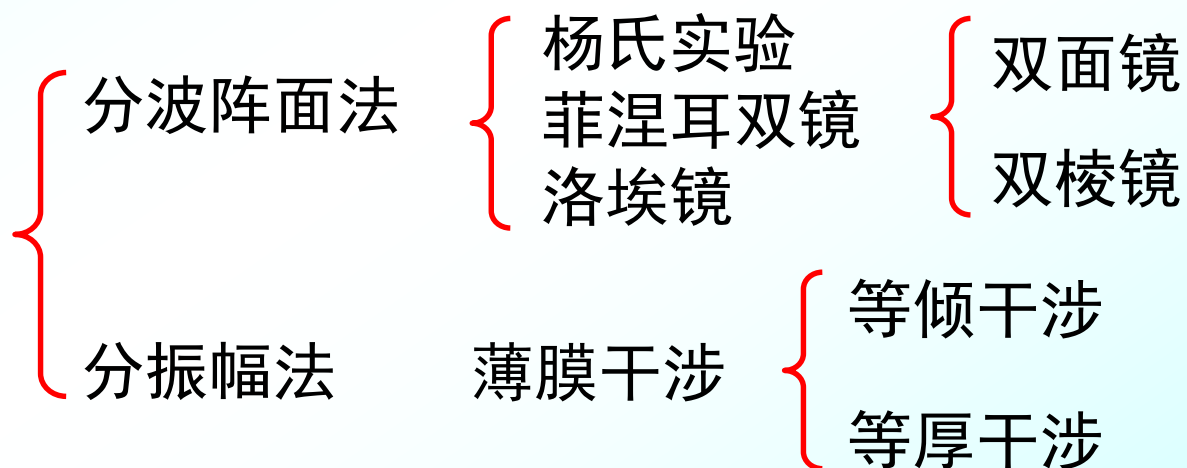 分波阵面法
杨氏实验
菲涅耳双镜
洛埃镜
双面镜
双棱镜
分振幅法
薄膜干涉
等倾干涉
等厚干涉